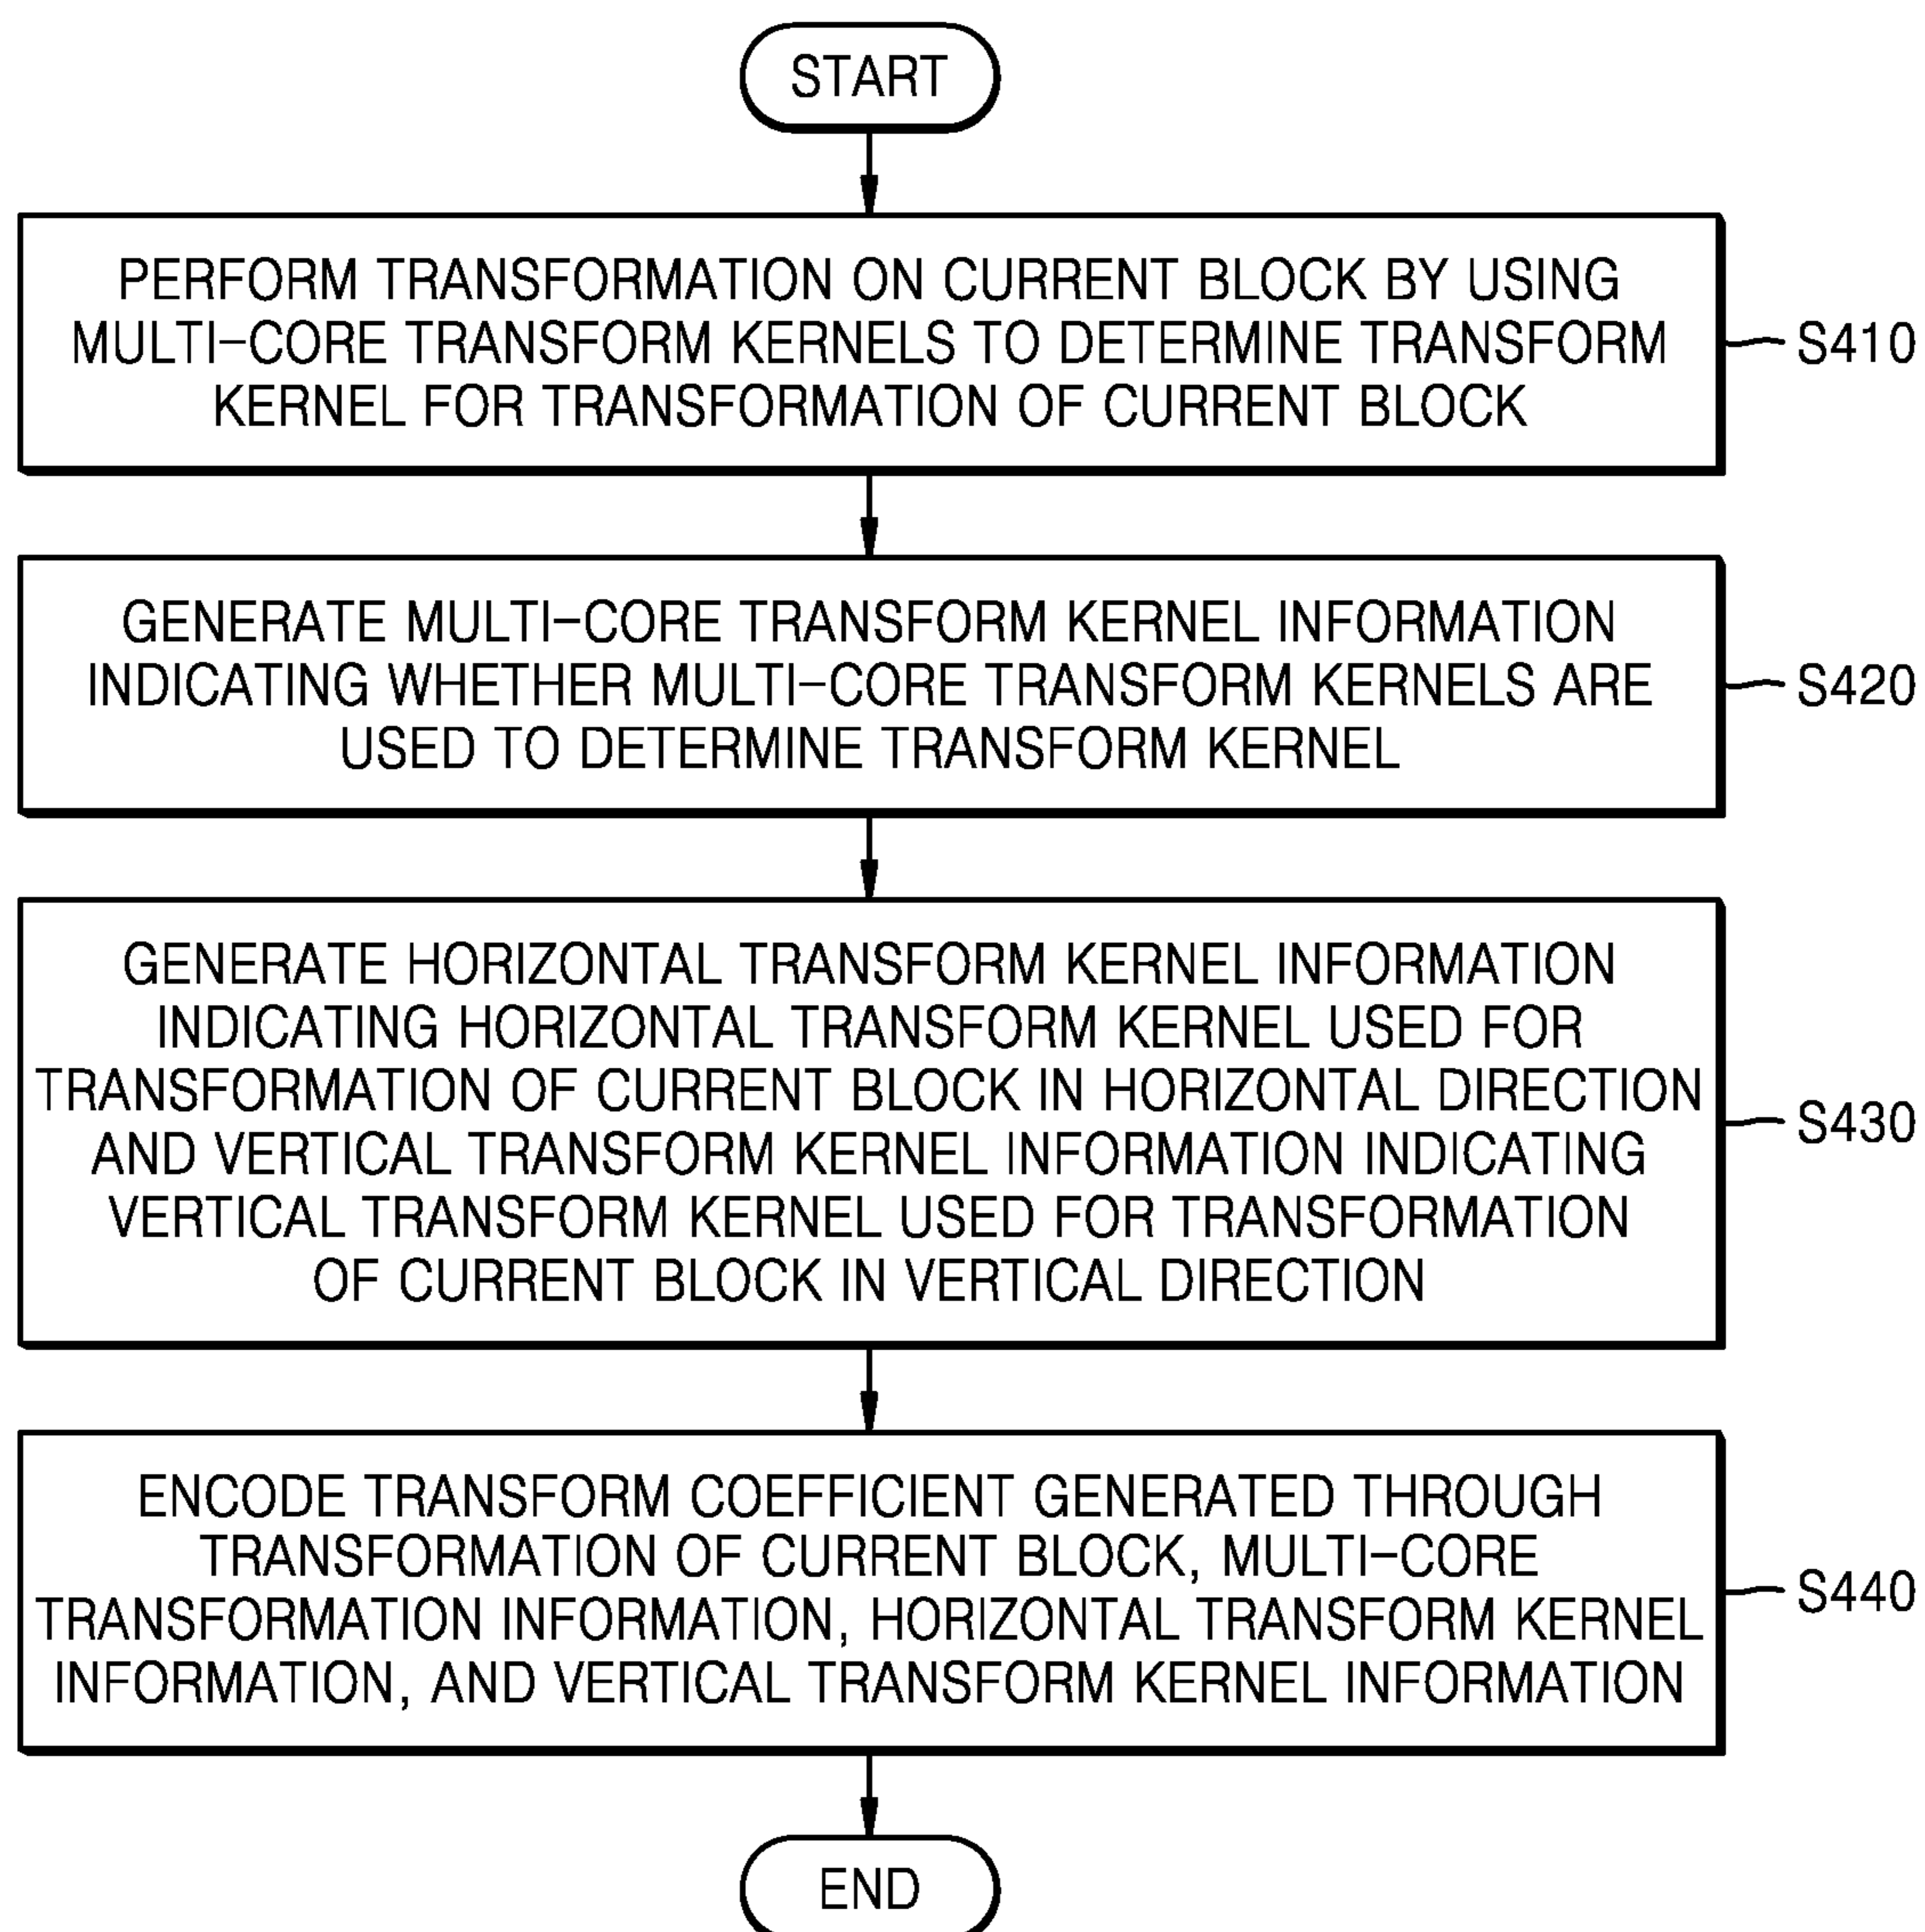 START
PERFORM TRANSFORMATION ON CURRENT BLOCK BY USING
MULTI-CORE TRANSFORM KERNELS TO DETERMINE TRANSFORM
KERNEL FOR TRANSFORMATION OF CURRENT BLOCK
S410
GENERATE MULTI-CORE TRANSFORM KERNEL INFORMATION
INDICATING WHETHER MULTI-CORE TRANSFORM KERNELS ARE
USED TO DETERMINE TRANSFORM KERNEL
S420
GENERATE HORIZONTAL TRANSFORM KERNEL INFORMATION
INDICATING HORIZONTAL TRANSFORM KERNEL USED FOR
TRANSFORMATION OF CURRENT BLOCK IN HORIZONTAL DIRECTION
AND VERTICAL TRANSFORM KERNEL INFORMATION INDICATING
VERTICAL TRANSFORM KERNEL USED FOR TRANSFORMATION
OF CURRENT BLOCK IN VERTICAL DIRECTION
S430
ENCODE TRANSFORM COEFFICIENT GENERATED THROUGH
TRANSFORMATION OF CURRENT BLOCK, MULTI-CORE
TRANSFORMATION INFORMATION, HORIZONTAL TRANSFORM KERNEL
INFORMATION, AND VERTICAL TRANSFORM KERNEL INFORMATION
S440
END